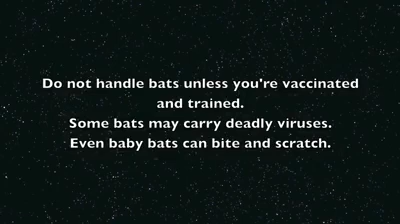 Do not handle bats unless you're vaccinated
and trained.
Some bats may carry deadly viruses.
Even baby bats can bite and scratch.